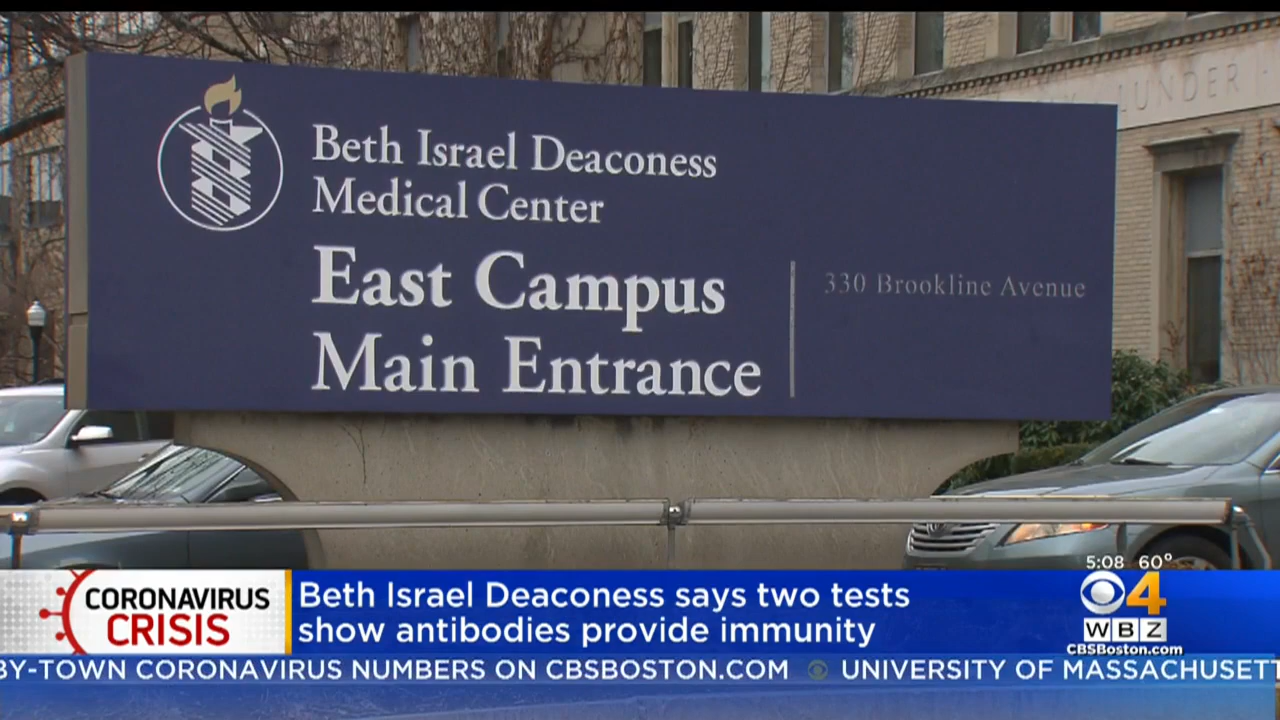 LUNDER
Beth Israel Deaconess
Medical Center
East Campus
Main Entrance
330 Brookline Avenue
5:08 60°
CORONAVIRUS
CRISIS
Beth Israel Deaconess says two tests
show antibodies provide immunity
4
WBZ
CBSBoston.com
BY-TOWN CORONAVIRUS NUMBERS ON CBSBOSTON.COM UNIVERSITY OF MASSACHUSETT